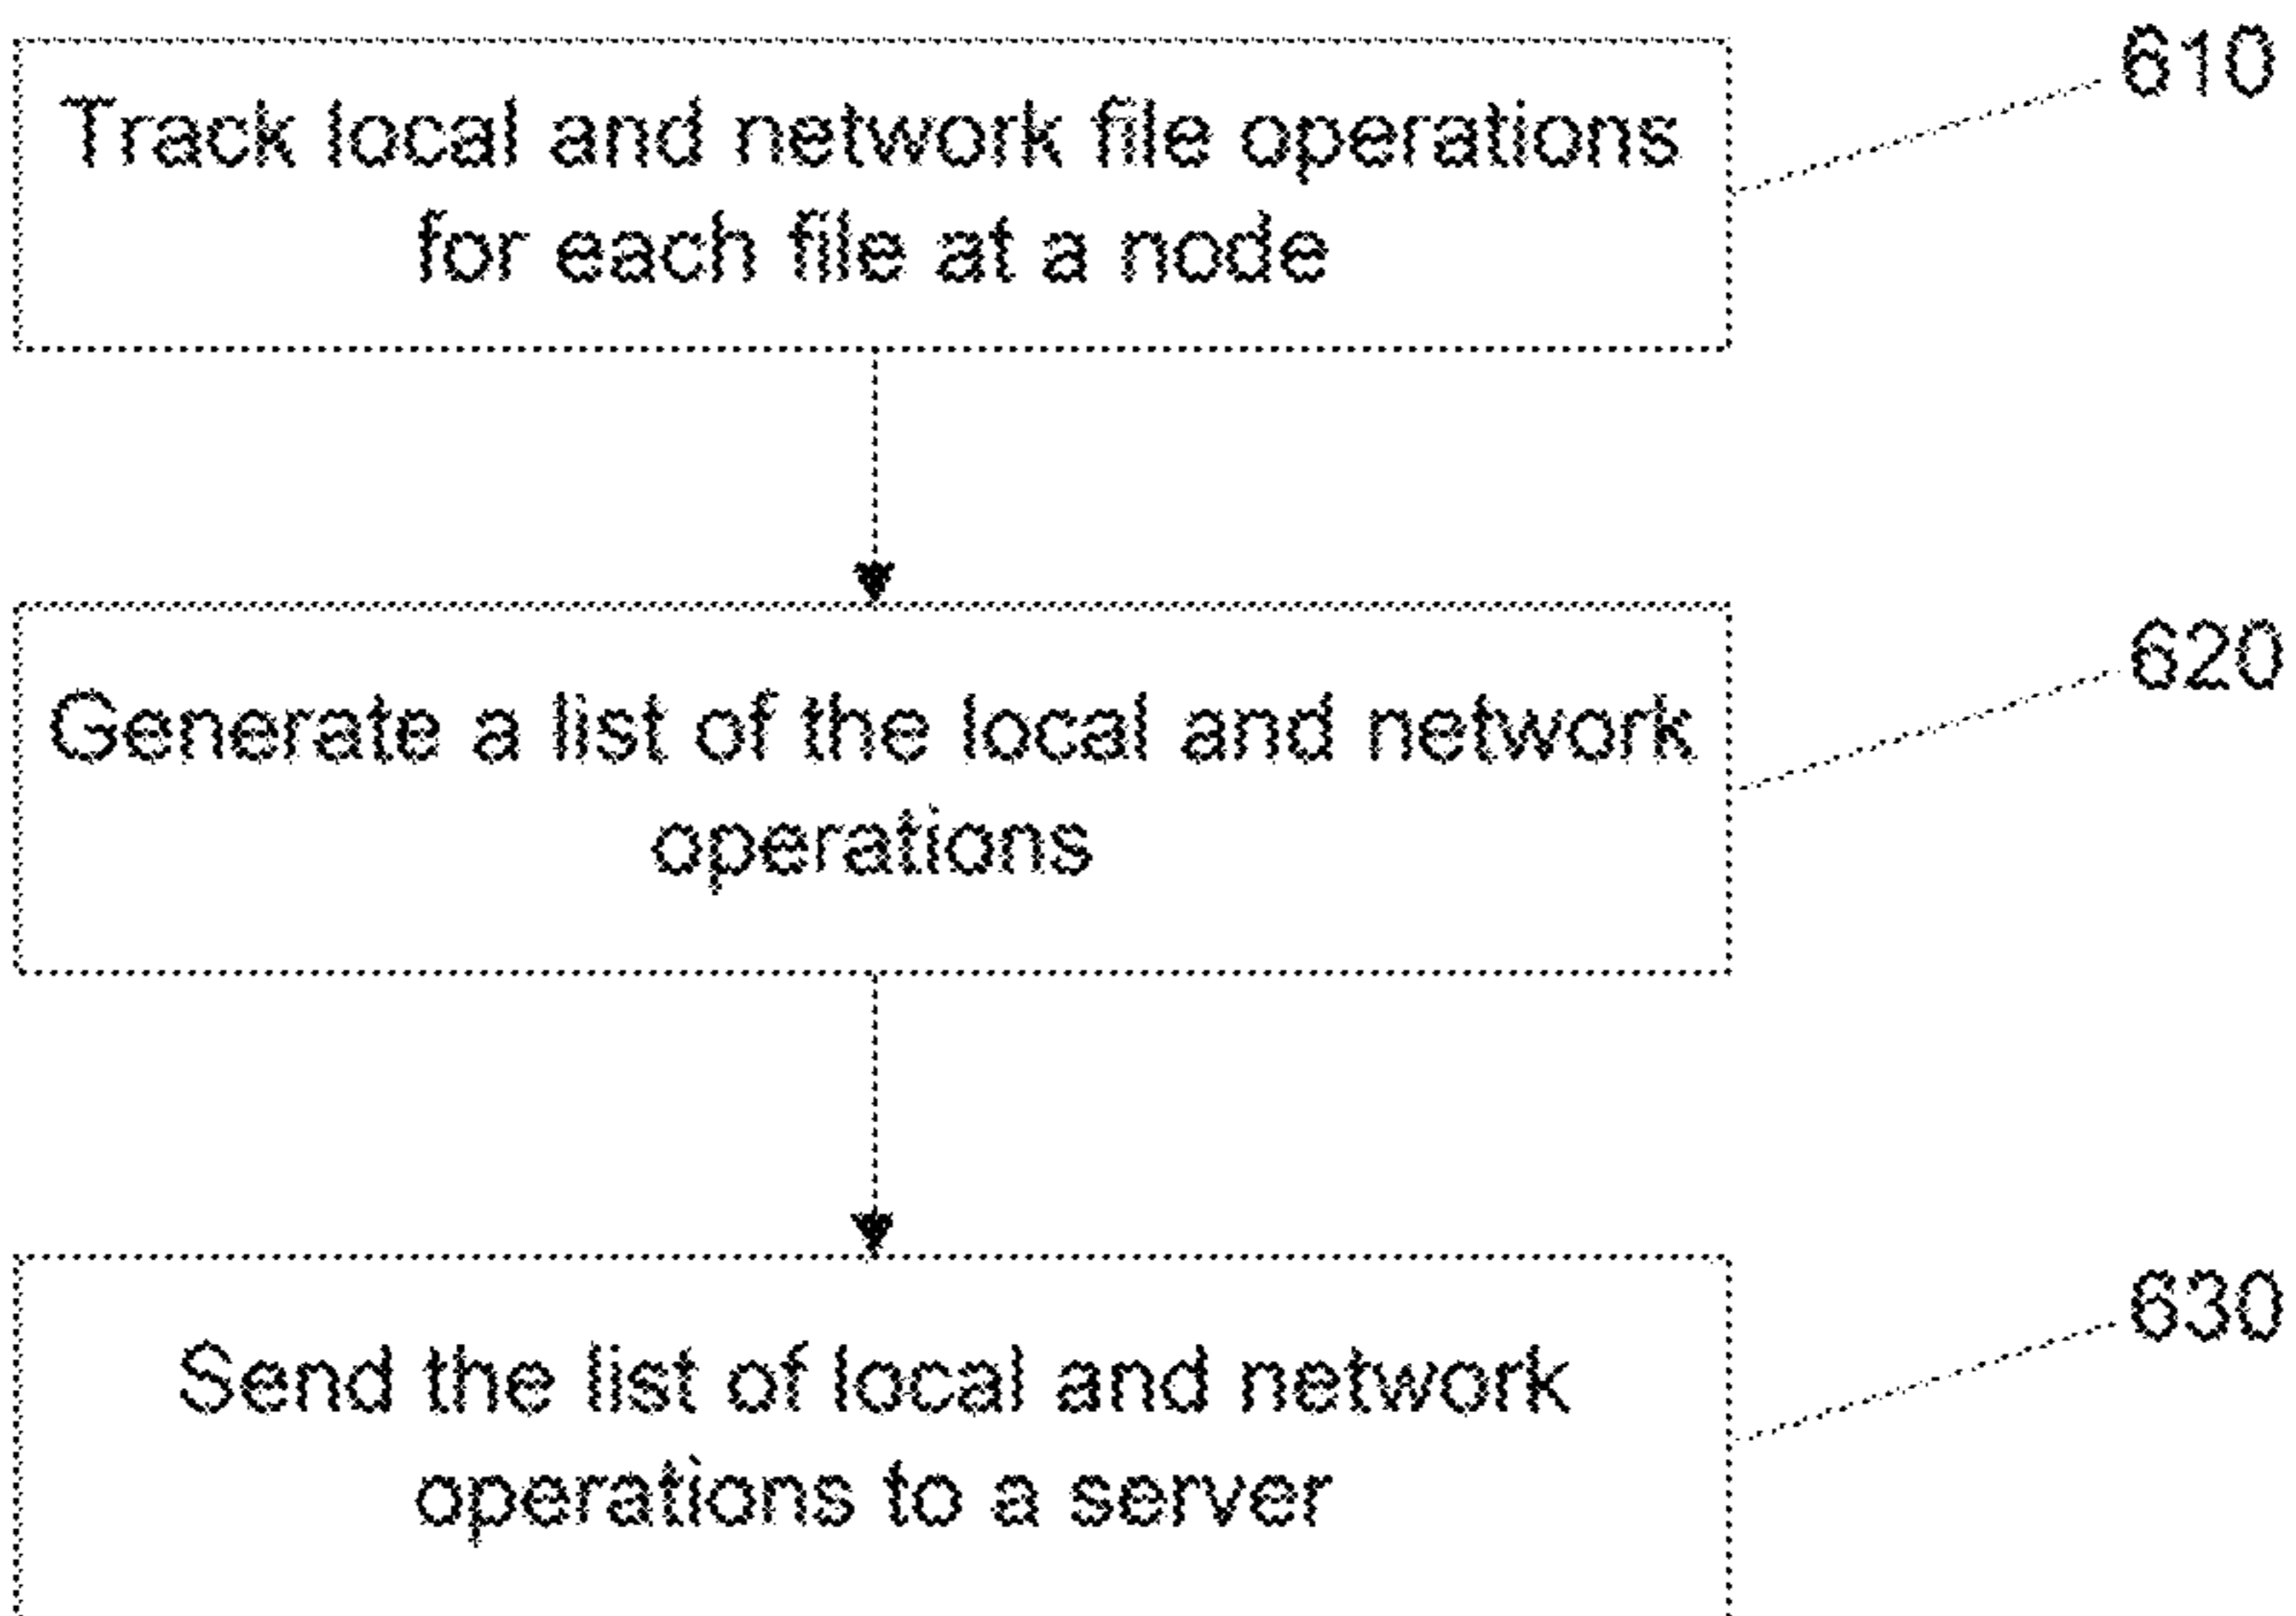 610
Track local and network file operations
for each file at a node
620
Generate a list of the local and network
operations
630
Send the list of local and network
operations to a server